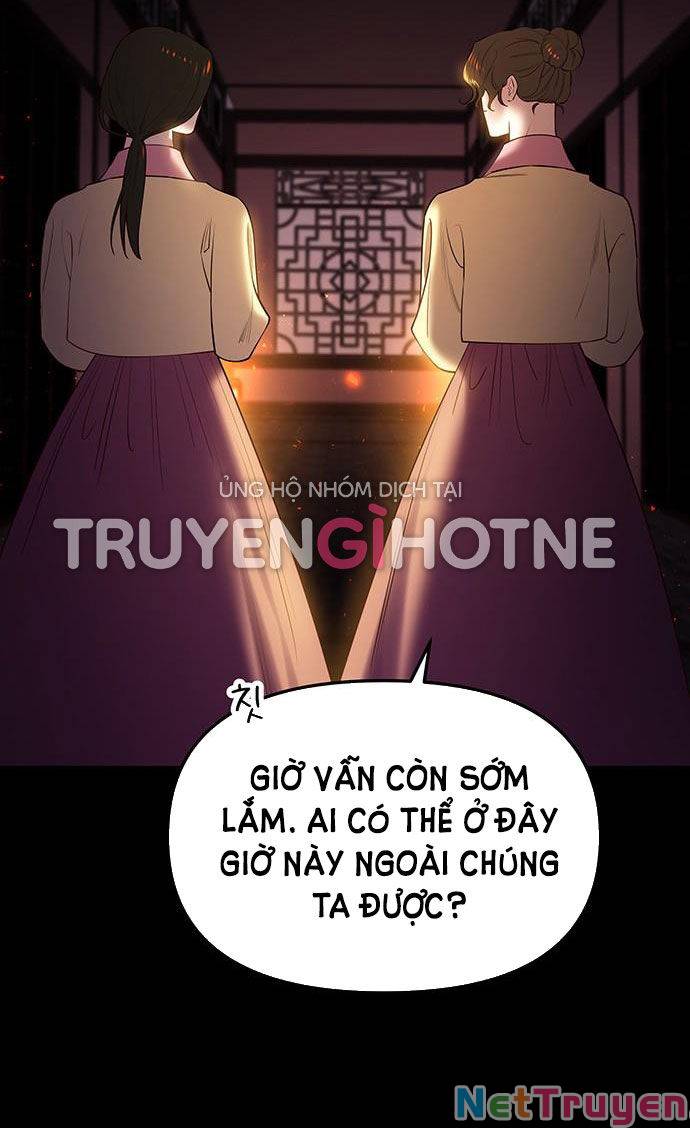 ỦNG HỘ NHÓM DỊCH TẠI
TRUYENGÌHOTNE
칫
GIỜ VẪN CÒN SỚM
LẮM. AI CÓ THỂ Ở ĐÂY
GIỜ NÀY NGOÀI CHÚNG
TA ĐƯỢC?
NetTruyen